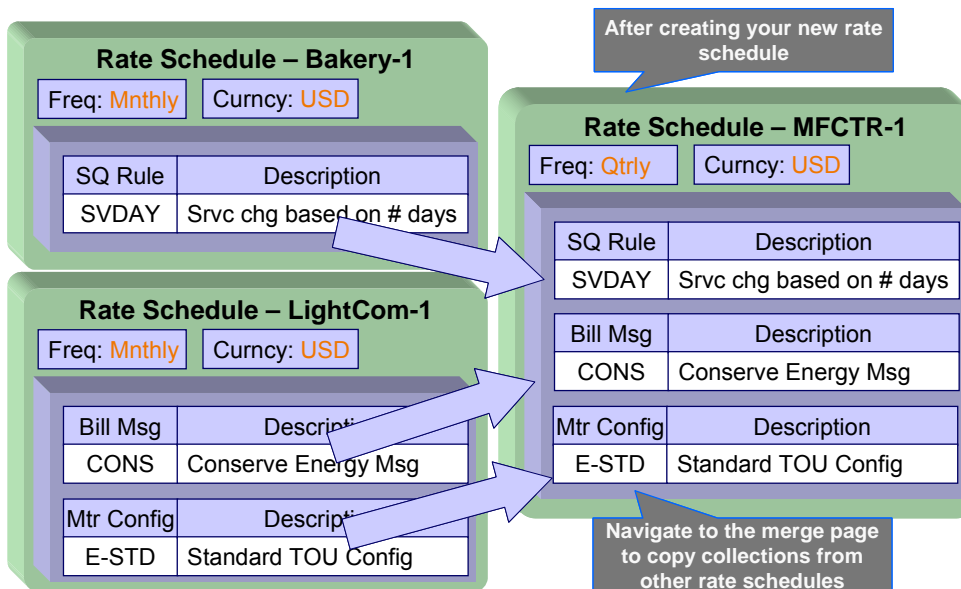 Rate Schedule – Bakery-1
Freq: Mnthly
Curncy: USD
SQ Rule
Description
SVDAY
Srvc chg based on # days
Rate Schedule – LightCom-1
Freq: Mnthly
Curncy: USD
Bill Msg
Descripti
CONS
Conserve Energy Msg
Mtr Config
Descript
E-STD
Standard TOU Config
After creating your new rate
schedule
Rate Schedule – MFCTR-1
Freq: Qtrly
Curncy: USD
SQ Rule
Description
SVDAY
Srvc chg based on # days
Bill Msg
Description
CONS
Conserve Energy Msg
Mtr Config
Description
E-STD
Standard TOU Config
Navigate to the merge page
to copy collections from
other rate schedules